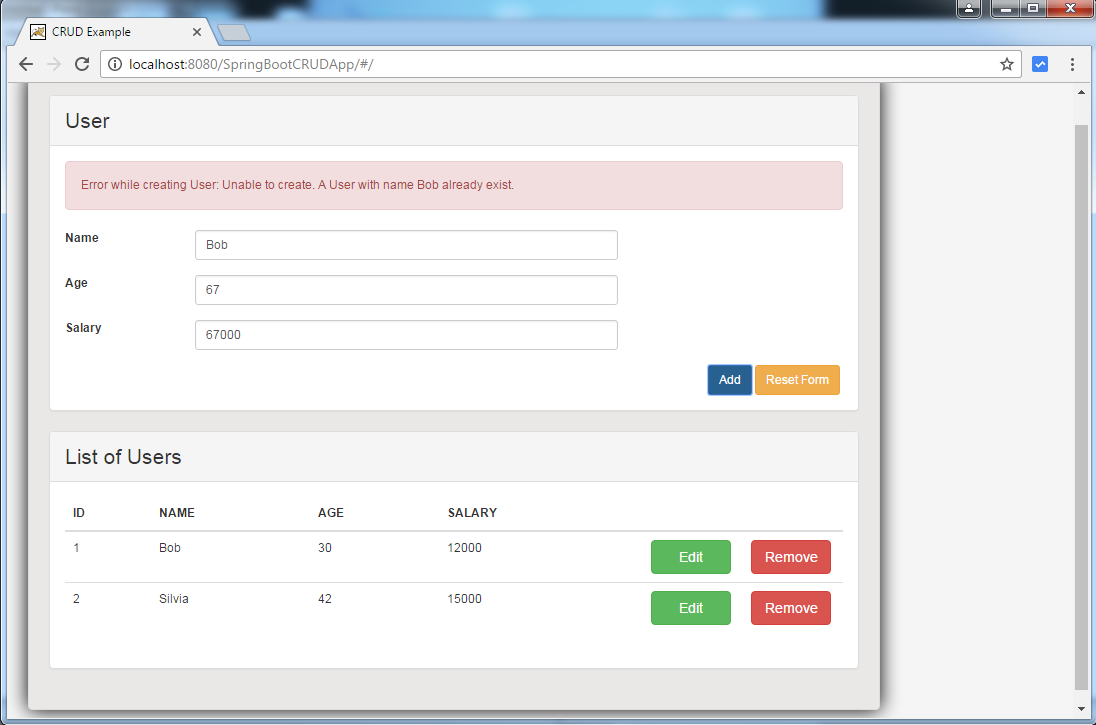 CRUD Example
localhost:8080/SpringBootCRUDApp/#/
User
Error while creating User: Unable to create. A User with name Bob already exist.
Name Bob
Age 67
Salary 67000
Add Reset Form
List of Users
ID NAME AGE SALARY
1 Bob 30 12000 Edit Remove
2 Silvia 42 15000 Edit Remove